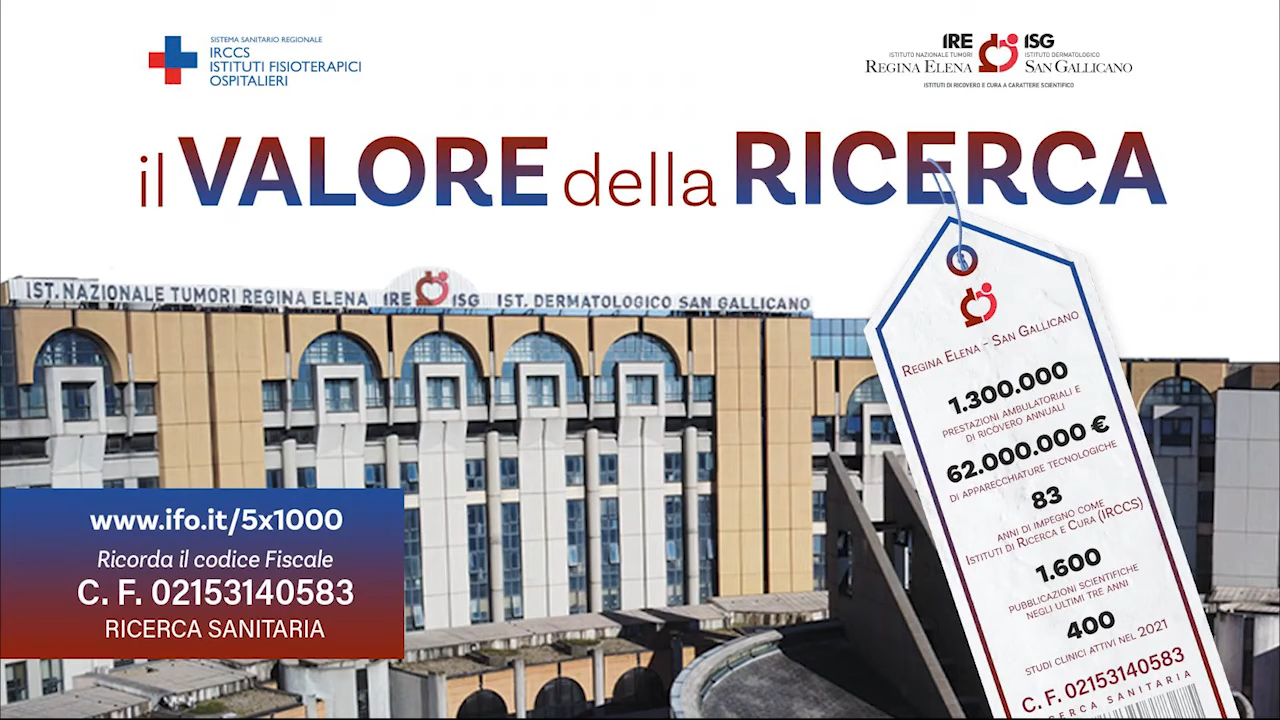 SISTEMA SANITARIO REGIONALE
IRCCS
ISTITUTI FISIOTERAPICI
OSPITALIERI
IRE ISG
ISTITUTO NAZIONALE TUMORI ISTITUTO DERMATOLOGICO
REGINA ELENA SAN GALLICANO
ISTITUTI DI RICOVERO E CURA A CARATTERE SCIENTIFICO
il VALORE della RICERCA
IST. NAZIONALE TUMORI REGINA ELENA IRE ISG IST. DERMATOLOGICO SAN GALLICANO
REGINA ELENA - SAN GALLICANO
1.300.000
PRESTAZIONI AMBULATORIALI E
DI RICOVERO ANNUALI
62.000.000 €
DI APPARECCHIATURE TECNOLOGICHE
83
ANNI DI IMPEGNO COME
ISTITUTI DI RICERCA E CURA (IRCCS)
1.600
PUBBLICAZIONI SCIENTIFICHE
NEGLI ULTIMI TRE ANNI
400
STUDI CLINICI ATTIVI NEL 2021
C. F. 02153140583
SANITARIA
www.ifo.it/5x1000
Ricorda il codice Fiscale
C. F. 02153140583
RICERCA SANITARIA